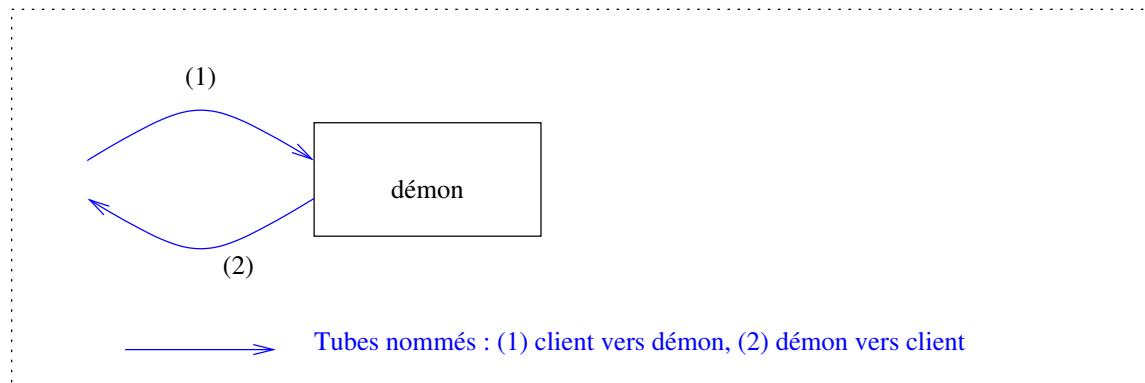 (1)
démon
(2)
Tubes nommés : (1) client vers démon, (2) démon vers client